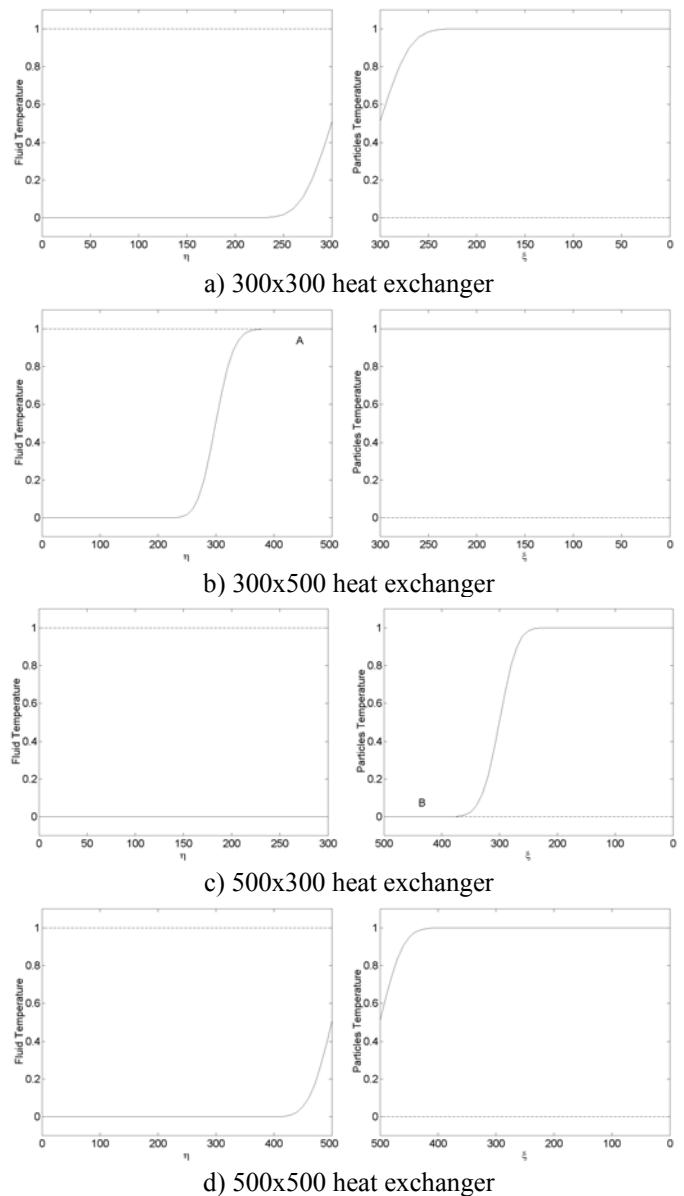 Fluid Temperature
1
0.8
0.6
0.4
0.2
0
0 50 100 150 200 250 300
η
Particles Temperature
1
0.8
0.6
0.4
0.2
0
300 250 200 150 100 50 0
ξ
a) 300x300 heat exchanger
Fluid Temperature
1
0.8
0.6
0.4
0.2
0
A
0 100 200 300 400 500
η
Particles Temperature
1
0.8
0.6
0.4
0.2
0
300 250 200 150 100 50 0
ξ
b) 300x500 heat exchanger
Fluid Temperature
1
0.8
0.6
0.4
0.2
0
0 50 100 150 200 250 300
η
Particles Temperature
1
0.8
0.6
0.4
0.2
0
B
500 400 300 200 100 0
ξ
c) 500x300 heat exchanger
Fluid Temperature
1
0.8
0.6
0.4
0.2
0
0 100 200 300 400 500
η
Particles Temperature
1
0.8
0.6
0.4
0.2
0
500 400 300 200 100 0
ξ
d) 500x500 heat exchanger